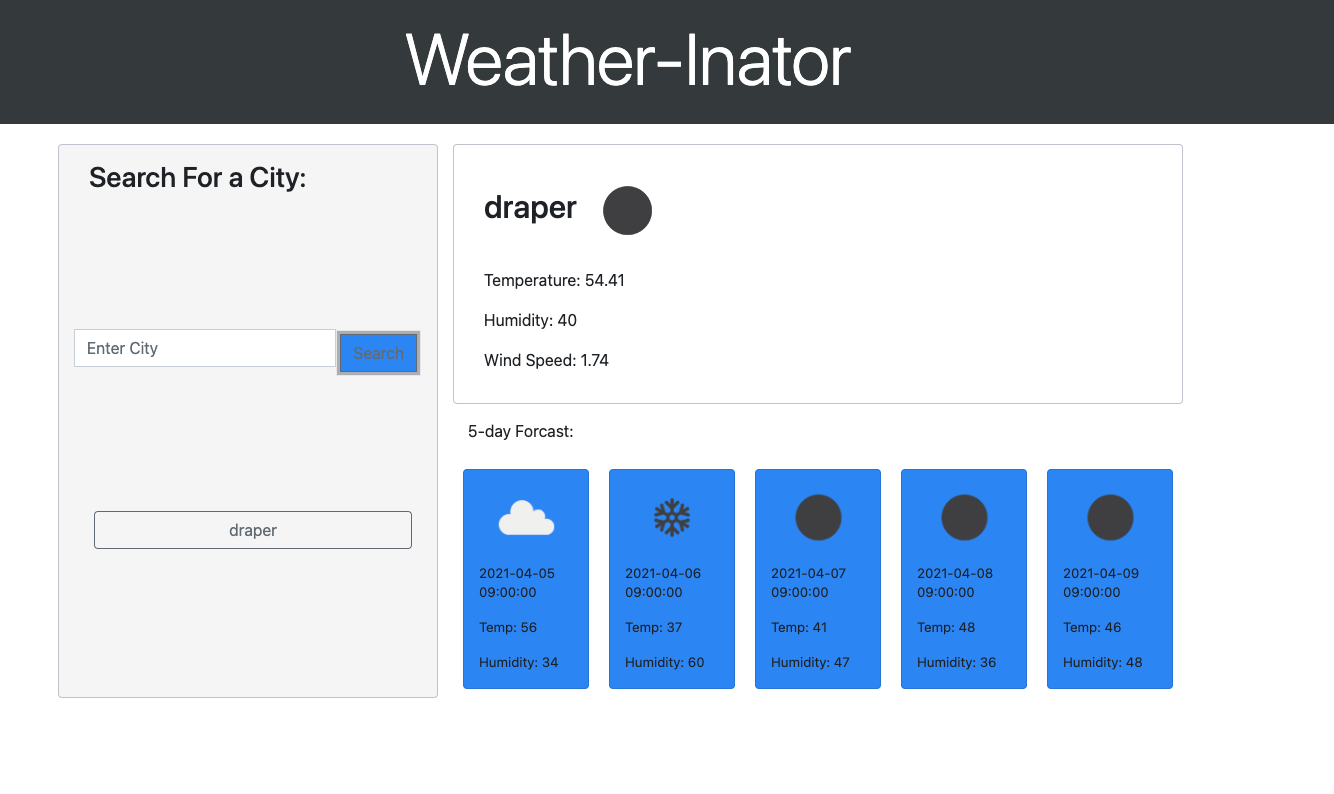 Weather-Inator
Search For a City:
Enter City
Search
draper
draper
Temperature: 54.41
Humidity: 40
Wind Speed: 1.74
5-day Forcast:
2021-04-05
09:00:00
Temp: 56
Humidity: 34
2021-04-06
09:00:00
Temp: 37
Humidity: 60
2021-04-07
09:00:00
Temp: 41
Humidity: 47
2021-04-08
09:00:00
Temp: 48
Humidity: 36
2021-04-09
09:00:00
Temp: 46
Humidity: 48